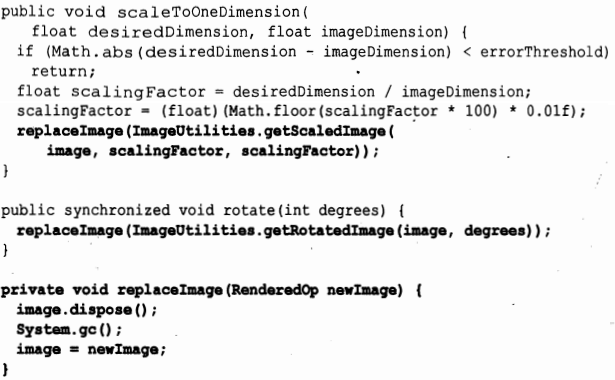 public void scaleToOneDimension(
    float desiredDimension, float imageDimension) {
  if (Math.abs(desiredDimension - imageDimension) < errorThreshold)
    return;
  float scalingFactor = desiredDimension / imageDimension;
  scalingFactor = (float)(Math.floor(scalingFactor * 100) * 0.01f);
  replaceImage(ImageUtilities.getScaledImage(
      image, scalingFactor, scalingFactor));
}

public synchronized void rotate(int degrees) {
  replaceImage(ImageUtilities.getRotatedImage(image, degrees));
}

private void replaceImage(RenderedOp newImage) {
  image.dispose();
  System.gc();
  image = newImage;
}